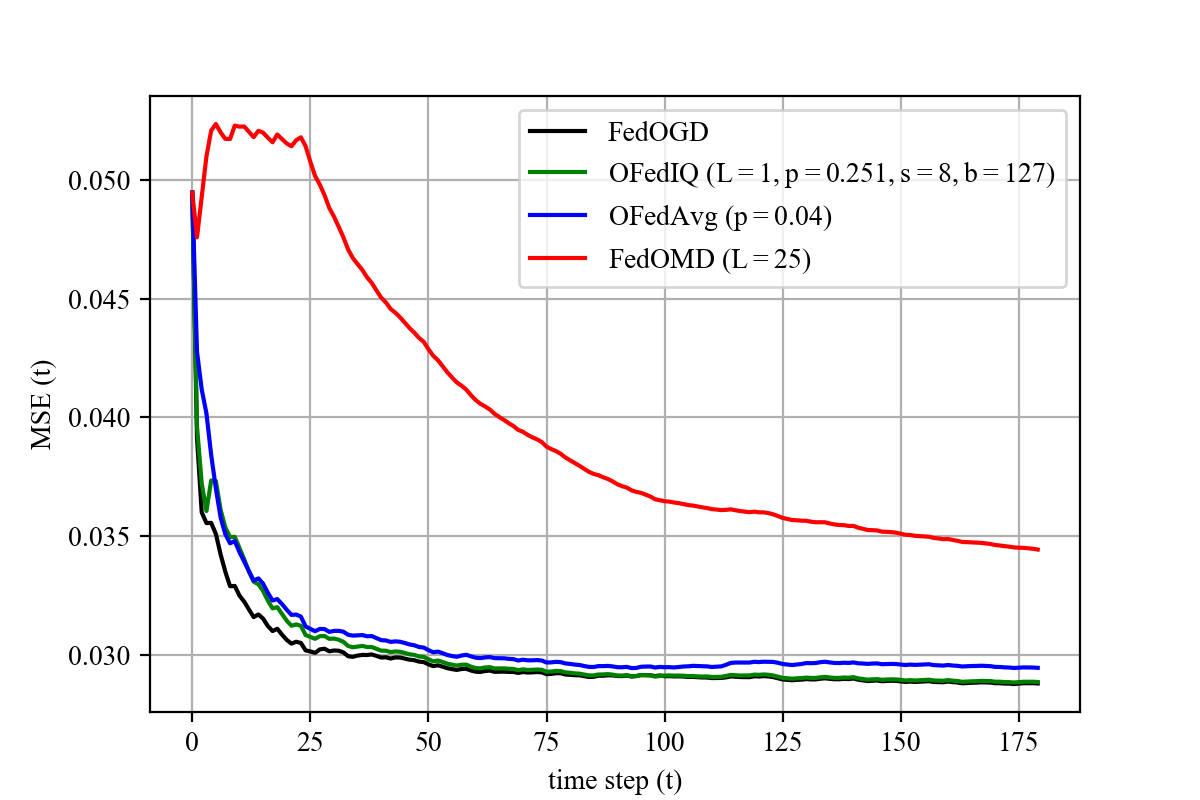 FedOGD
OFedIQ (L = 1, p = 0.251, s = 8, b = 127)
OFedAvg (p = 0.04)
FedOMD (L = 25)
0.050
0.045
0.040
0.035
0.030
MSE (t)
0 25 50 75 100 125 150 175
time step (t)